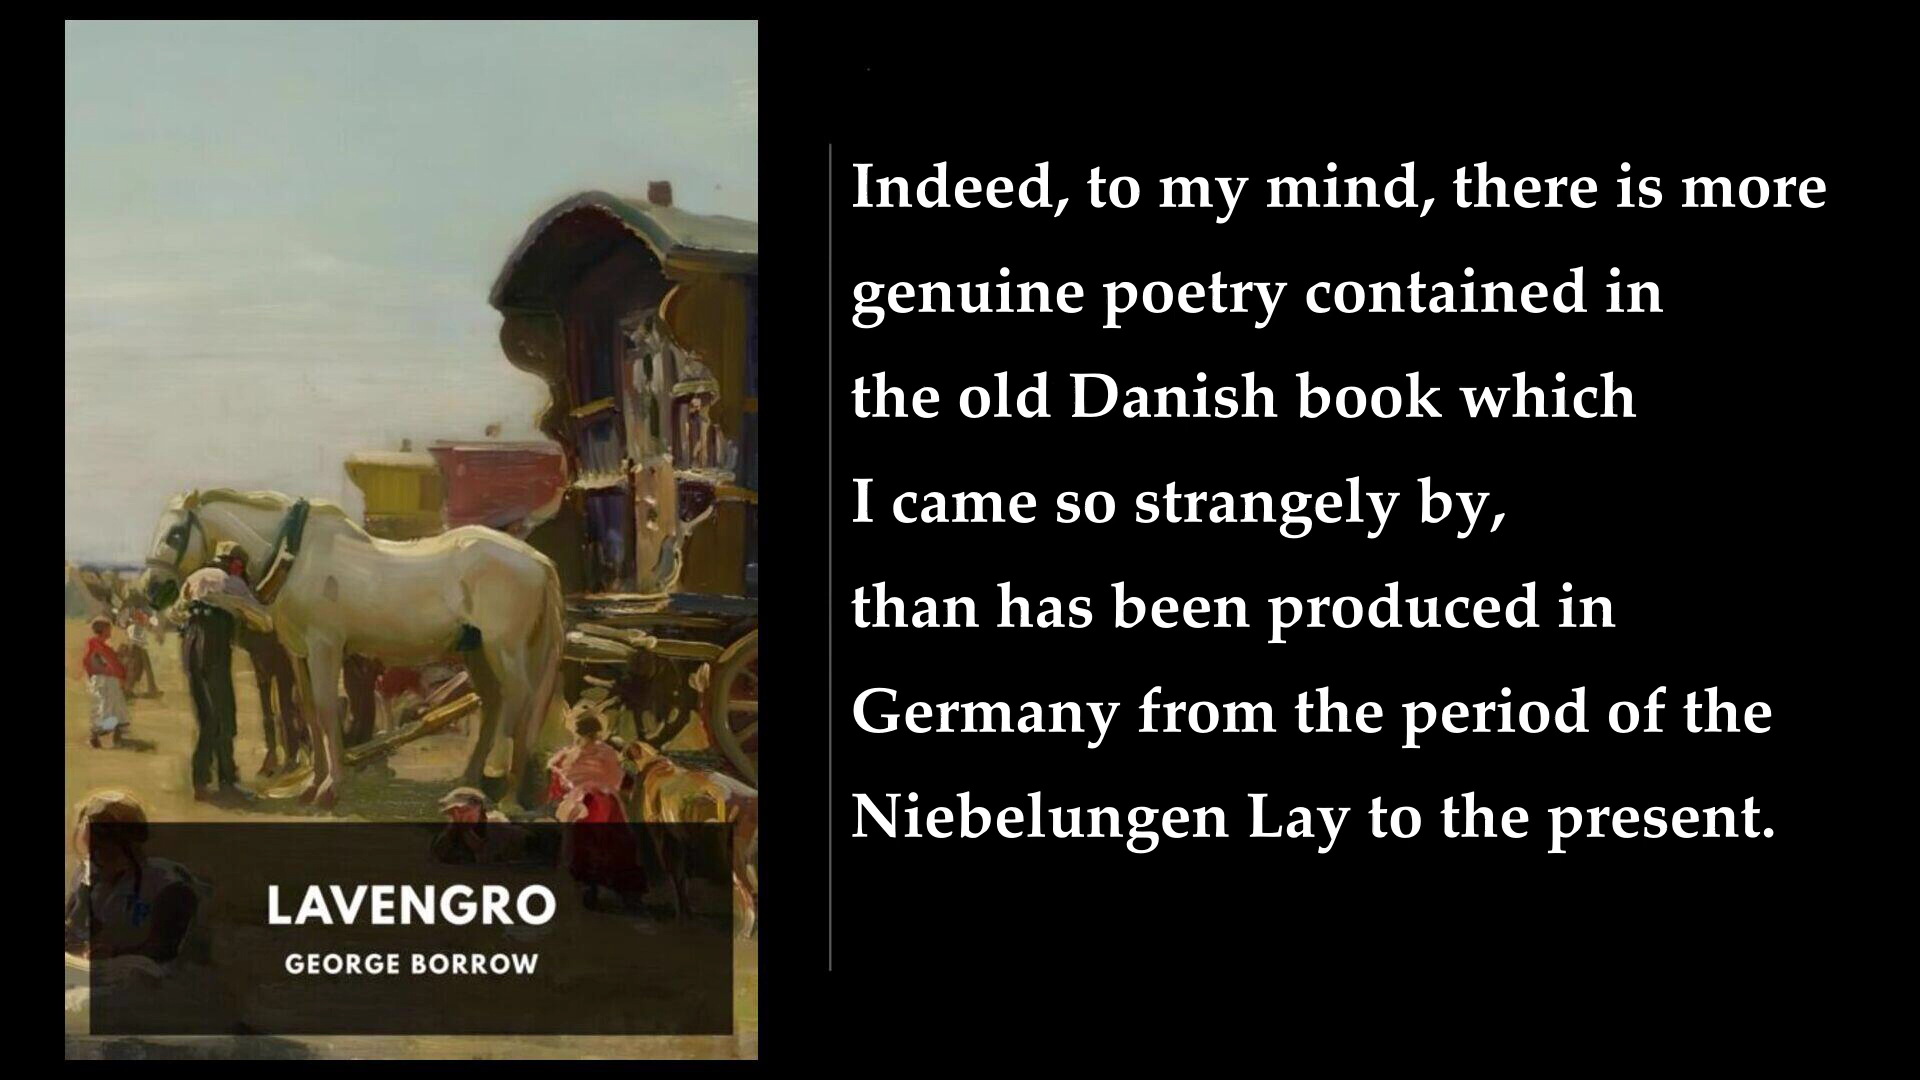 LAVENGRO
GEORGE BORROW
Indeed, to my mind, there is more
genuine poetry contained in
the old Danish book which
I came so strangely by,
than has been produced in
Germany from the period of the
Niebelungen Lay to the present.